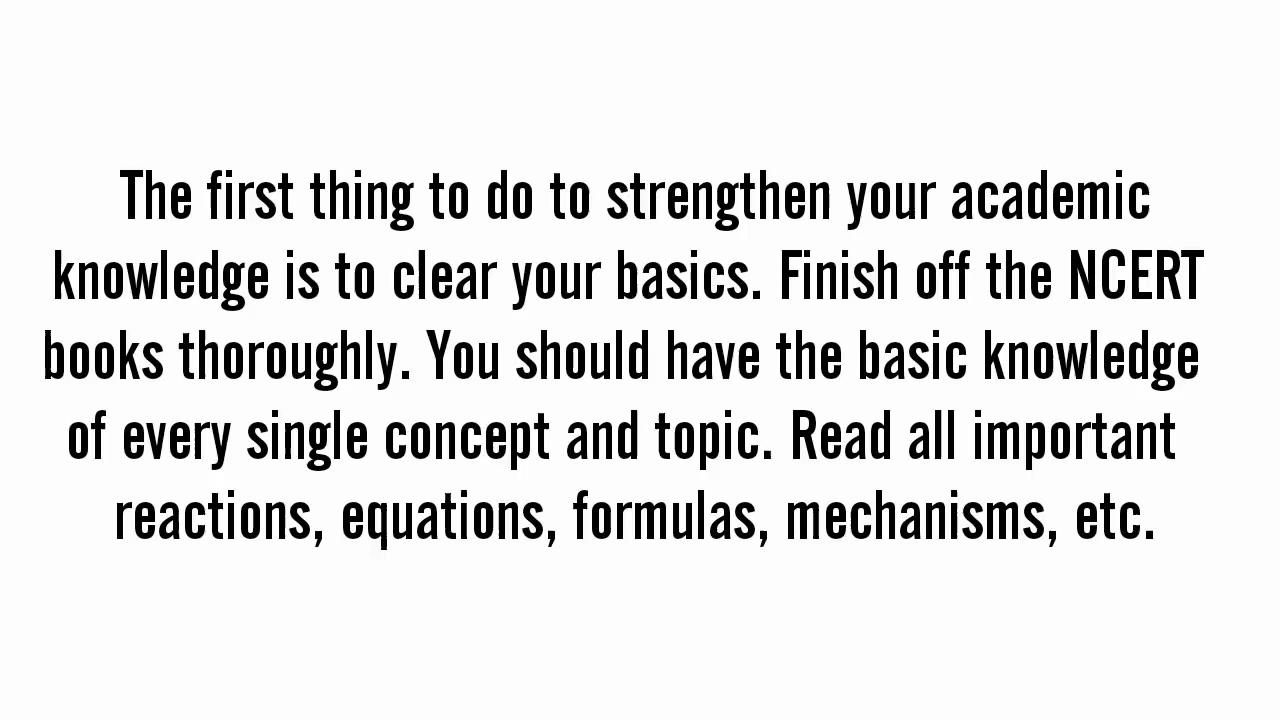 The first thing to do to strengthen your academic
knowledge is to clear your basics. Finish off the NCERT
books thoroughly. You should have the basic knowledge
of every single concept and topic. Read all important
reactions, equations, formulas, mechanisms, etc.